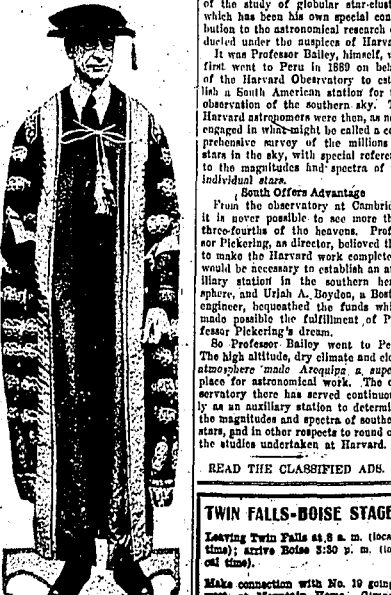 of the study of globular star-clust
which has been his own special con
bution to the astronomical research
ducted under the auspices of Harva
It was Professor Bailey, himself, w
first went to Peru in 1889 on beh
of the Harvard Observatory to est
lish a South American station for
observation of the southern sky. T
Harvard astronomers were then, as no
engaged in what might be called a co
prehensive survey of the millions
stars in the sky, with special refere
to the magnitudes and spectra of
individual stars.
South Offers Advantage
From the observatory at Cambric
it is never possible to see more th
three-fourths of the heavens. Prof
sor Pickering, as director, believed th
to make the Harvard work complete
would be necessary to establish an a
iliary station in the southern he
sphere, and Uriah A. Boyden, a Bost
engineer, bequeathed the funds whi
made possible the fulfillment of P
fessor Pickering's dream.
So Professor Bailey went to Pe
The high altitude, dry climate and cle
atmosphere made Arequipa a supe
place for astronomical work. The o
servatory there has served continuou
ly as an auxiliary station to determi
the magnitudes and spectra of southe
stars, and in other respects to round o
the studies undertaken at Harvard.
READ THE CLASSIFIED ADS.
TWIN FALLS-BOISE STAGE
Leaving Twin Falls at 8 a. m. (loca
time); arrive Boise 3:30 p. m. (lo
cal time).
Make connection with No. 19 going